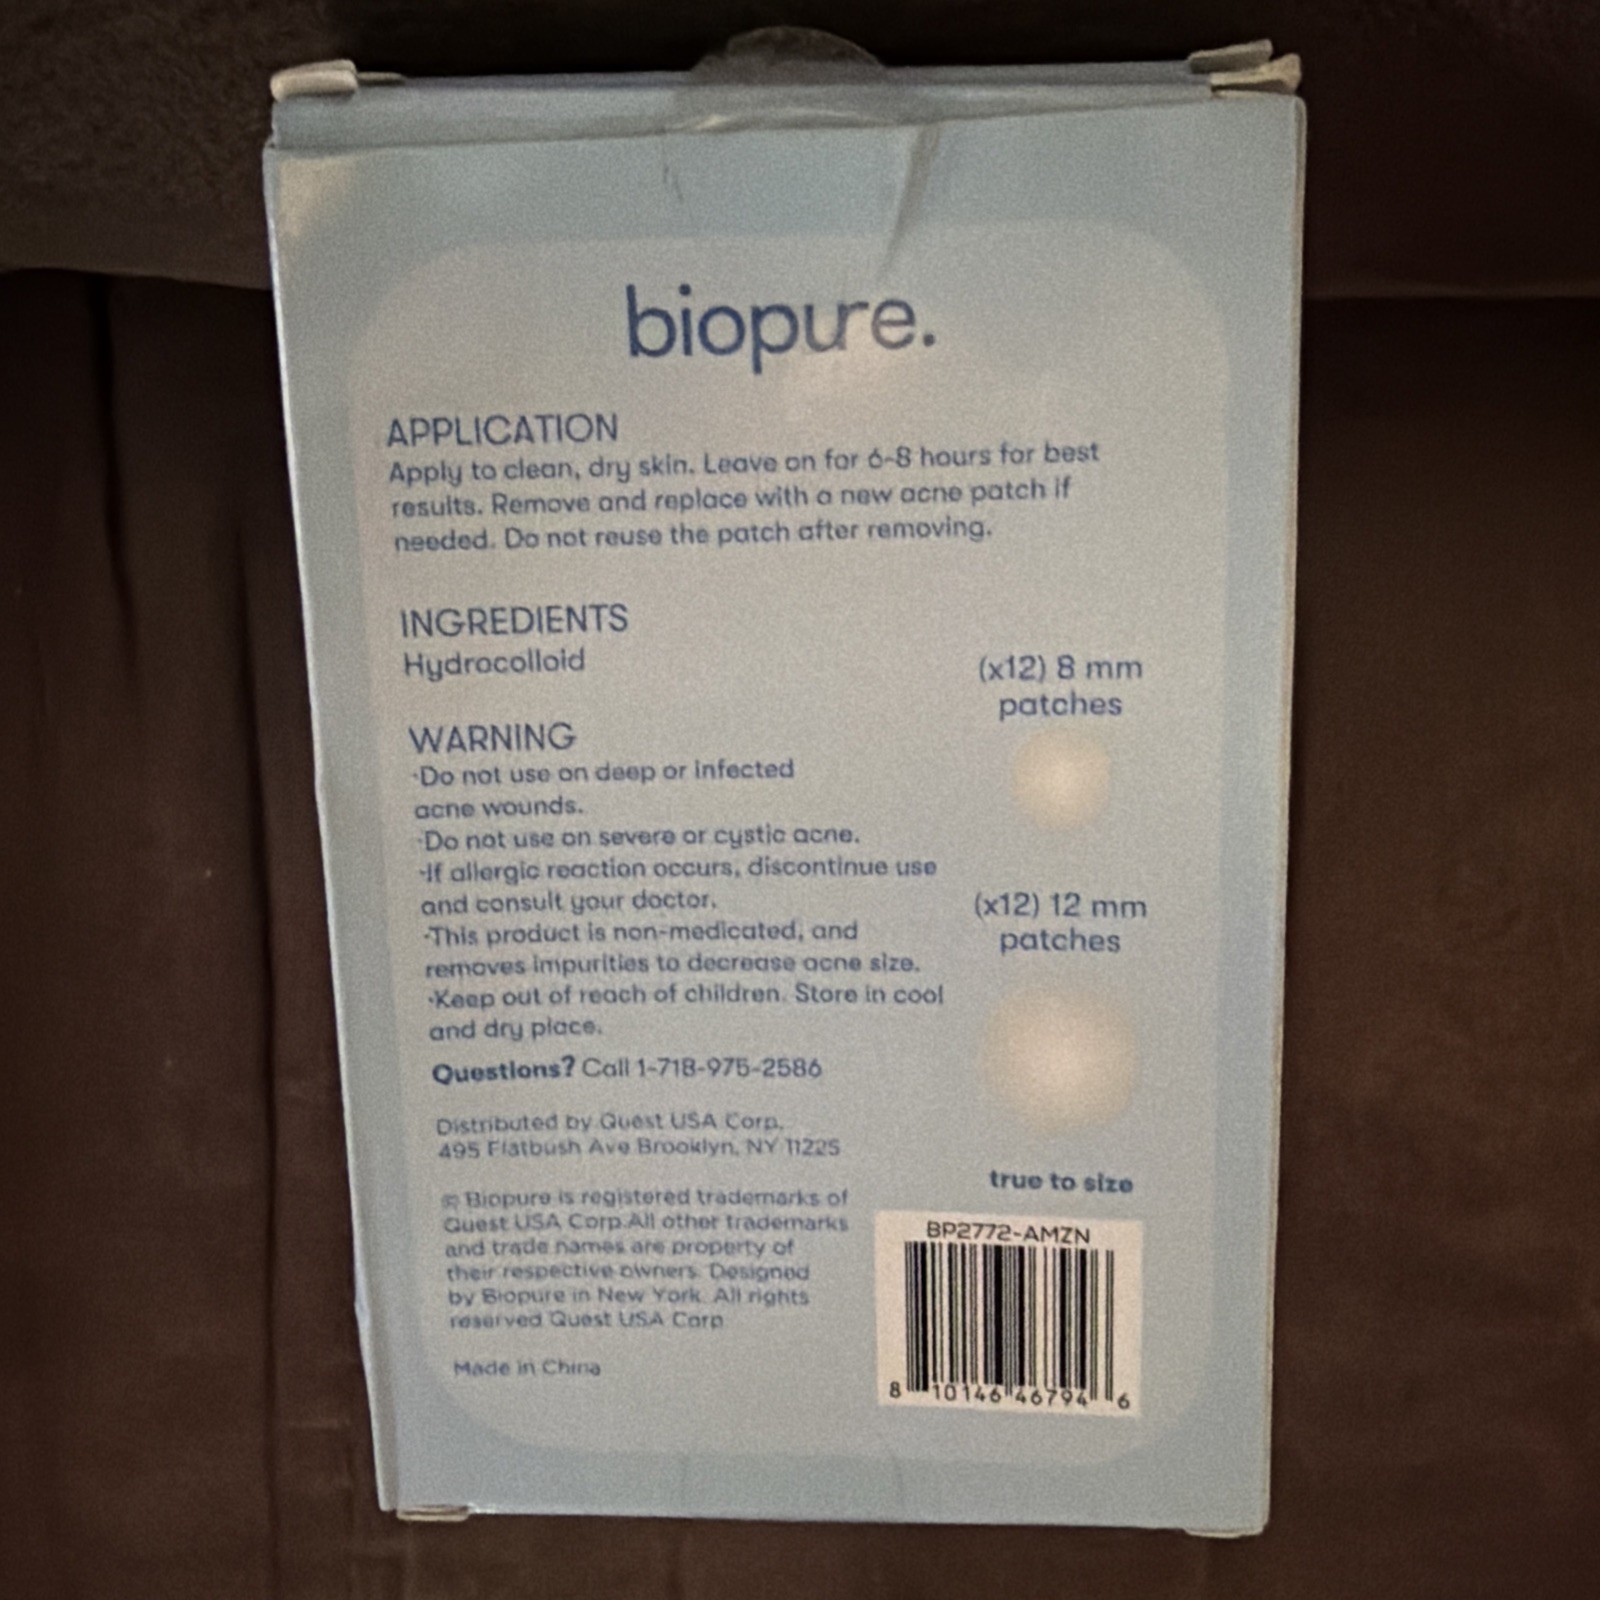 biopure.
APPLICATION
Apply to clean, dry skin. Leave on for 6-8 hours for best
results. Remove and replace with a new acne patch if
needed. Do not reuse the patch after removing.
INGREDIENTS
Hydrocolloid
WARNING
·Do not use on deep or infected
acne wounds.
·Do not use on severe or cystic acne.
·If allergic reaction occurs, discontinue use
and consult your doctor.
·This product is non-medicated, and
removes impurities to decrease acne size.
·Keep out of reach of children. Store in cool
and dry place.
Questions? Call 1-718-975-2586
Distributed by Quest USA Corp.
495 Flatbush Ave Brooklyn, NY 11225
© Biopure is registered trademarks of
Quest USA Corp.All other trademarks
and trade names are property of
their respective owners. Designed
by Biopure in New York. All rights
reserved Quest USA Corp
Made in China
(x12) 8 mm
patches
(x12) 12 mm
patches
true to size
BP2772-AMZN
8 10146 46794 6